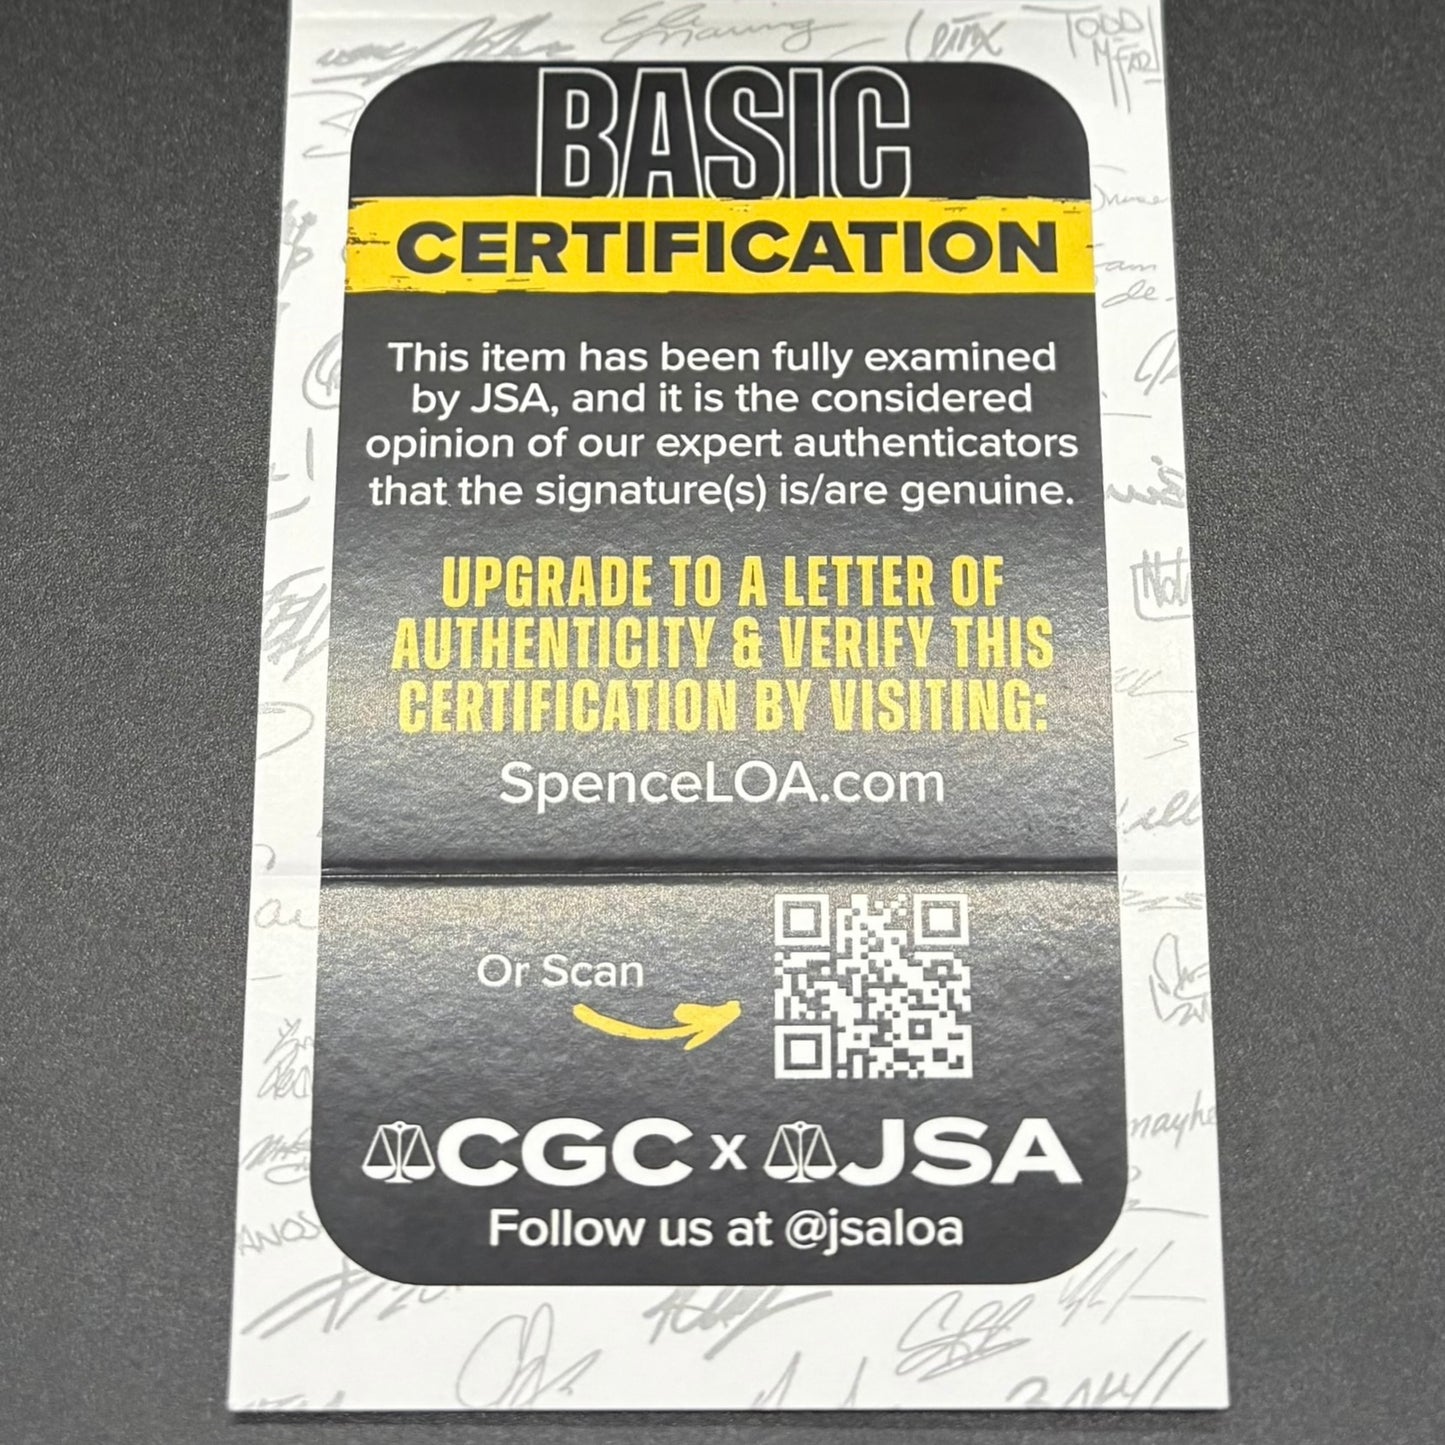 BASIC
CERTIFICATION
This item has been fully examined
by JSA, and it is the considered
opinion of our expert authenticators
that the signature(s) is/are genuine.
UPGRADE TO A LETTER OF
AUTHENTICITY & VERIFY THIS
CERTIFICATION BY VISITING:
SpenceLOA.com
Or Scan
CGC x JSA
Follow us at @jsaloa